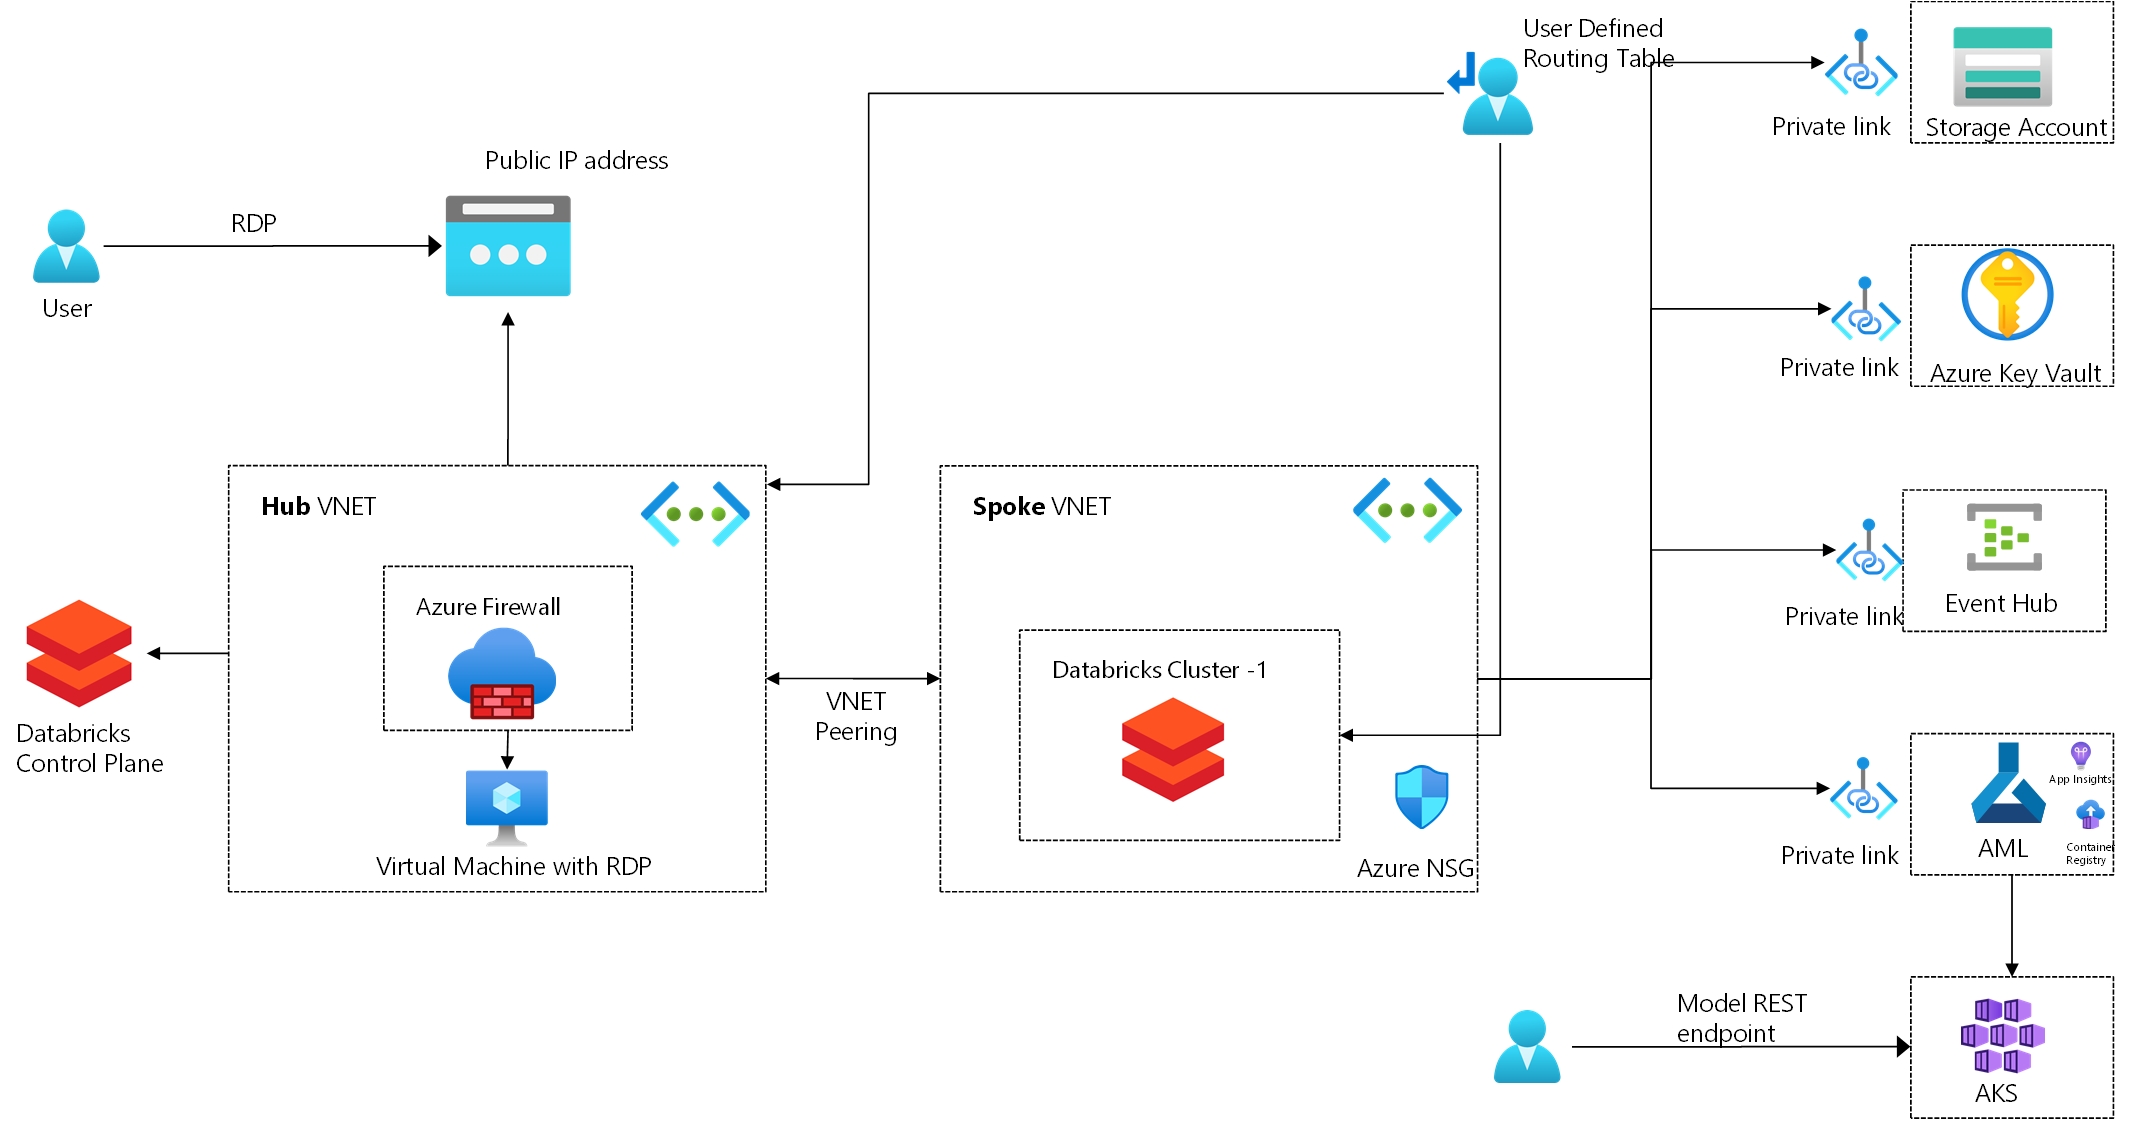 User Defined
Routing Table
Private link
Storage Account
Public IP address
RDP
User
Private link
Azure Key Vault
Hub VNET
Spoke VNET
Azure Firewall
Private link
Event Hub
Databricks Cluster -1
VNET
Peering
Databricks
Control Plane
Virtual Machine with RDP
Azure NSG
Private link
AML
App Insights
Container
Registry
Model REST
endpoint
AKS